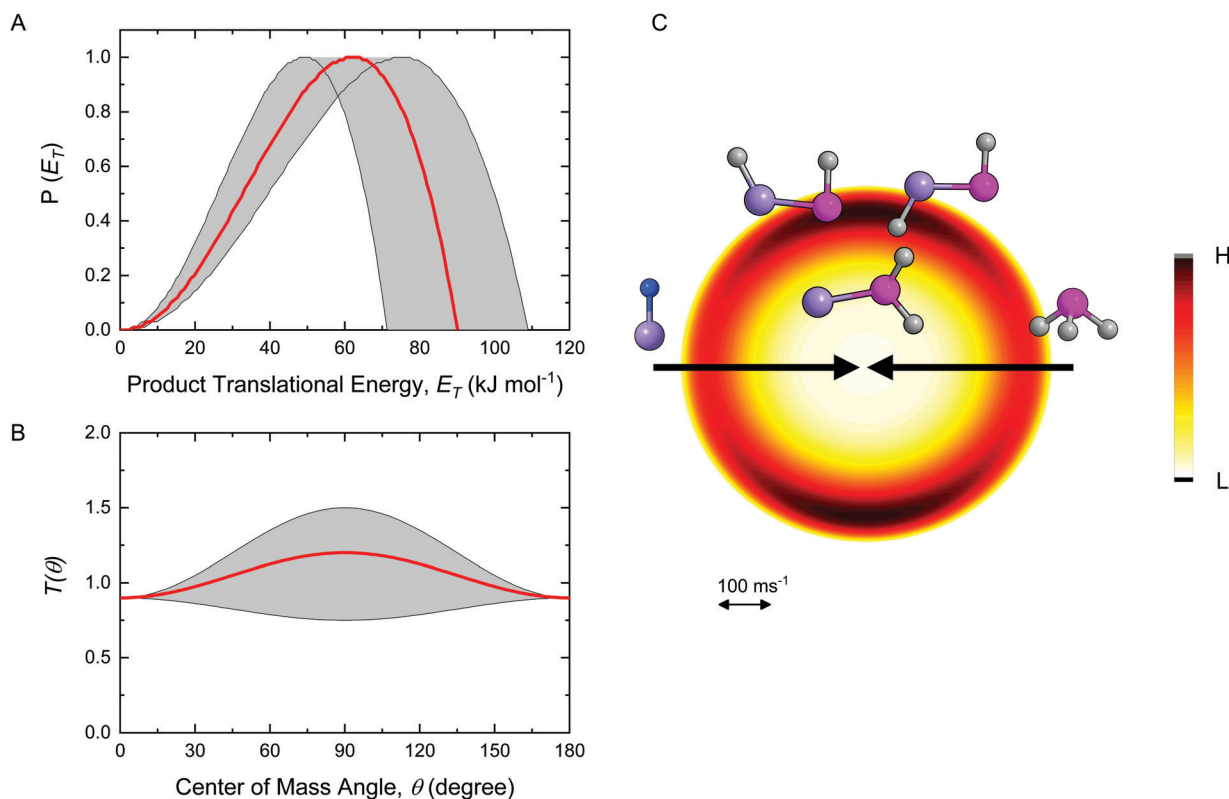 A
1.0
0.8
0.6
0.4
0.2
0.0
P (E_T)
0 20 40 60 80 100 120
Product Translational Energy, E_T (kJ mol⁻¹)
B
2.0
1.5
1.0
0.5
0.0
T(θ)
0 30 60 90 120 150 180
Center of Mass Angle, θ (degree)
C
H
L
100 ms⁻¹